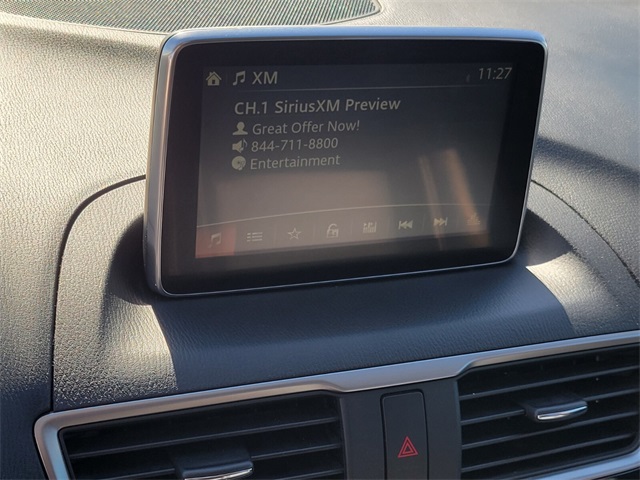 XM 11:27
CH.1 SiriusXM Preview
Great Offer Now!
844-711-8800
Entertainment